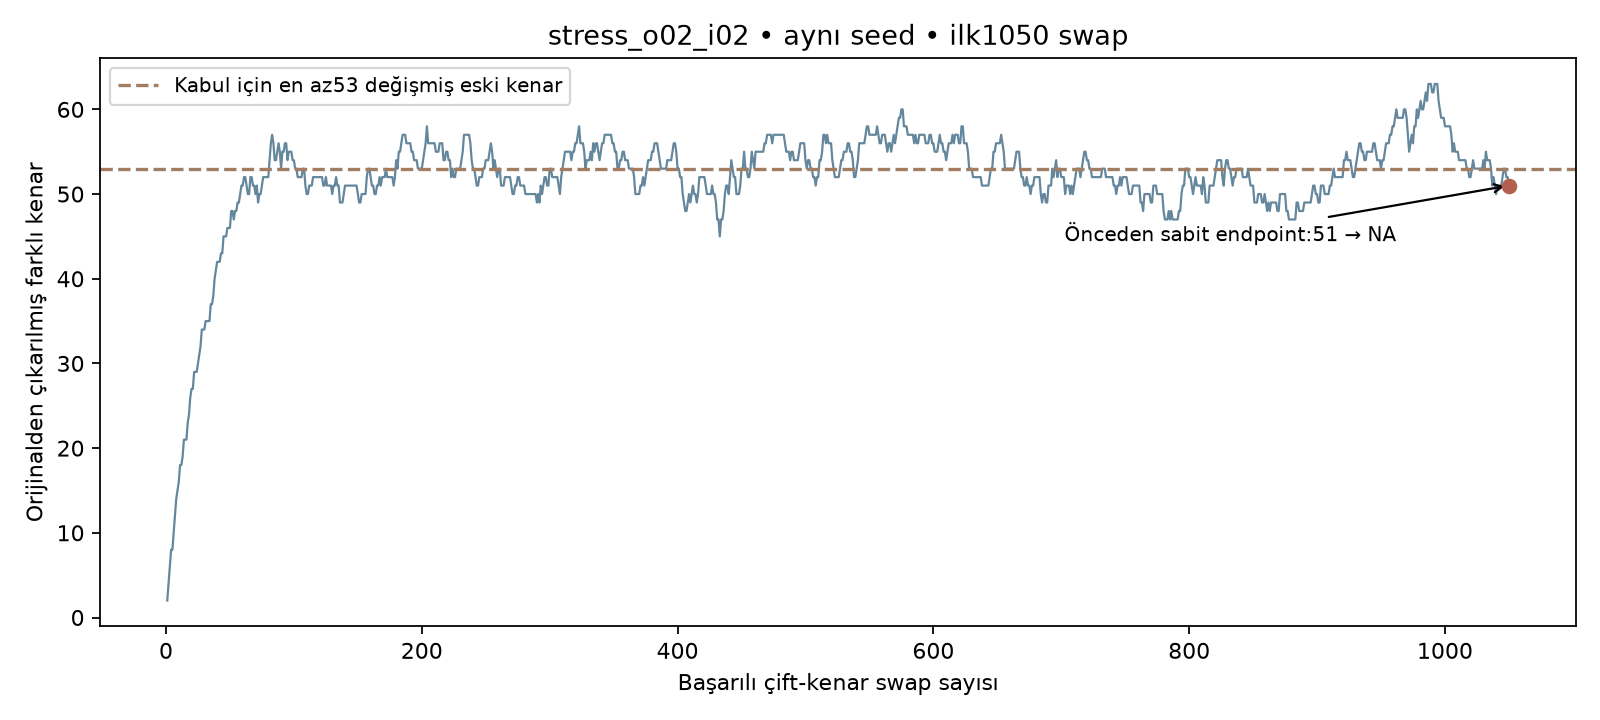 stress_o02_i02 • aynı seed • ilk1050 swap
Kabul için en az53 değişmiş eski kenar
Orijinalden çıkarılmış farklı kenar
60
50
40
30
20
10
0
Önceden sabit endpoint:51 → NA
0 200 400 600 800 1000
Başarılı çift-kenar swap sayısı